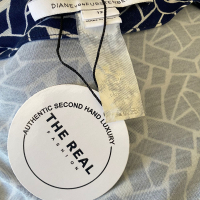 DIANE
AUTHENTIC SECOND HAND LUXURY
THE REAL
FASHION